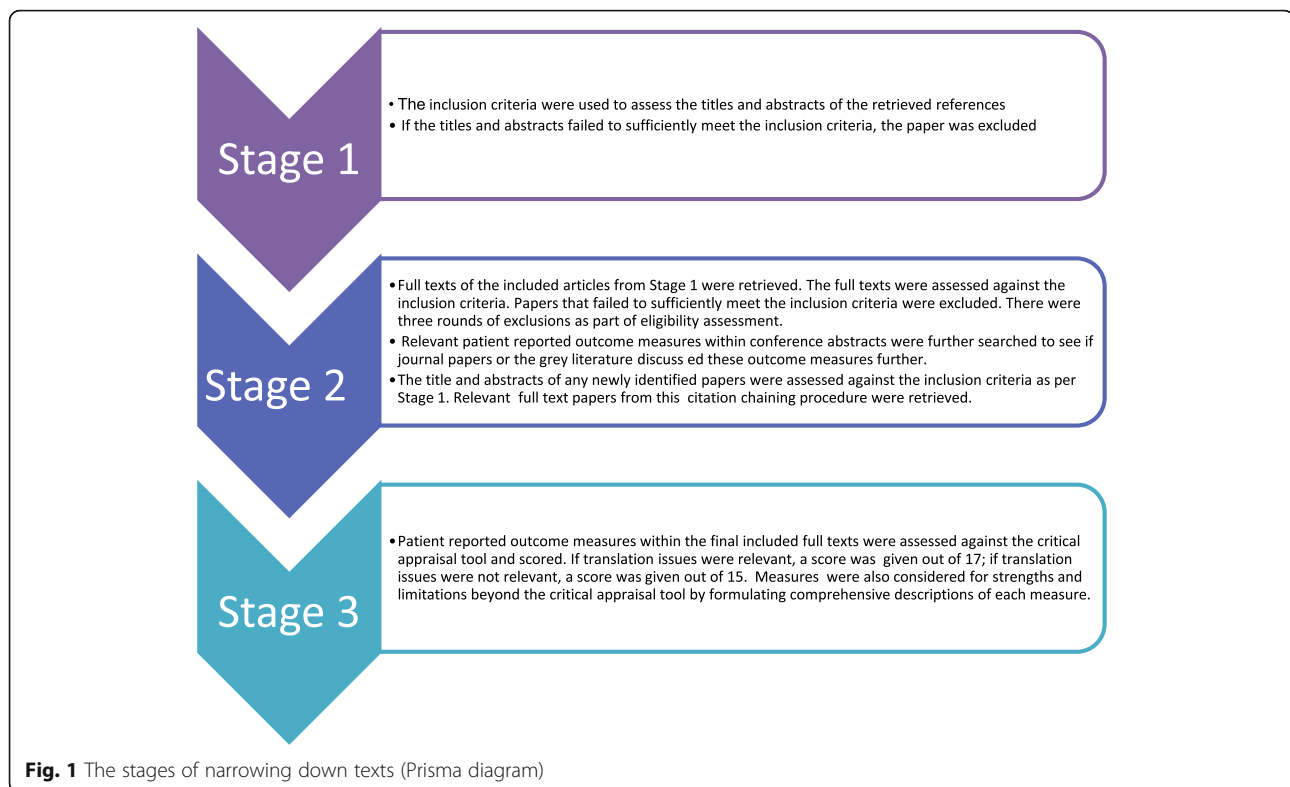 Stage 1
• The inclusion criteria were used to assess the titles and abstracts of the retrieved references
• If the titles and abstracts failed to sufficiently meet the inclusion criteria, the paper was excluded
Stage 2
• Full texts of the included articles from Stage 1 were retrieved. The full texts were assessed against the
inclusion criteria. Papers that failed to sufficiently meet the inclusion criteria were excluded. There were
three rounds of exclusions as part of eligibility assessment.
• Relevant patient reported outcome measures within conference abstracts were further searched to see if
journal papers or the grey literature discuss ed these outcome measures further.
• The title and abstracts of any newly identified papers were assessed against the inclusion criteria as per
Stage 1. Relevant full text papers from this citation chaining procedure were retrieved.
Stage 3
• Patient reported outcome measures within the final included full texts were assessed against the critical
appraisal tool and scored. If translation issues were relevant, a score was given out of 17; if translation
issues were not relevant, a score was given out of 15. Measures were also considered for strengths and
limitations beyond the critical appraisal tool by formulating comprehensive descriptions of each measure.
Fig. 1 The stages of narrowing down texts (Prisma diagram)